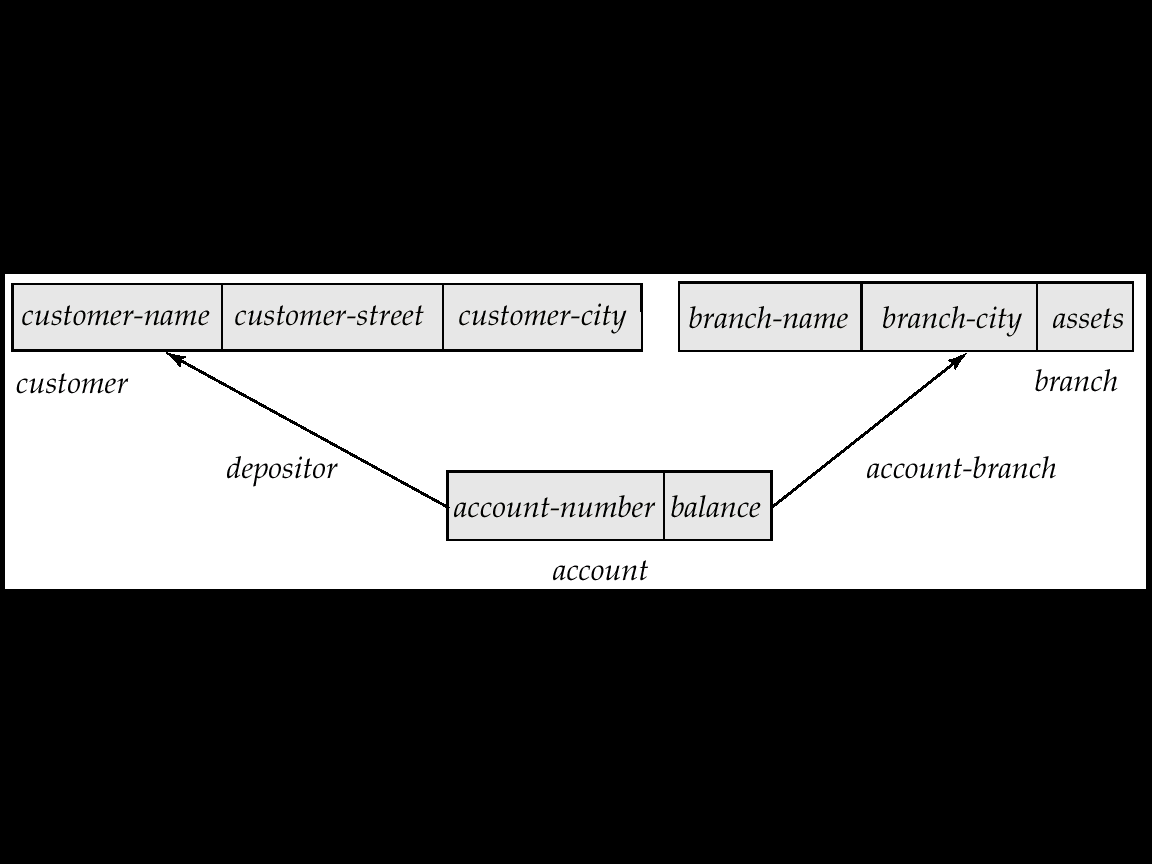 customer-name customer-street customer-city
branch-name branch-city assets
customer
branch
depositor
account-branch
account-number balance
account